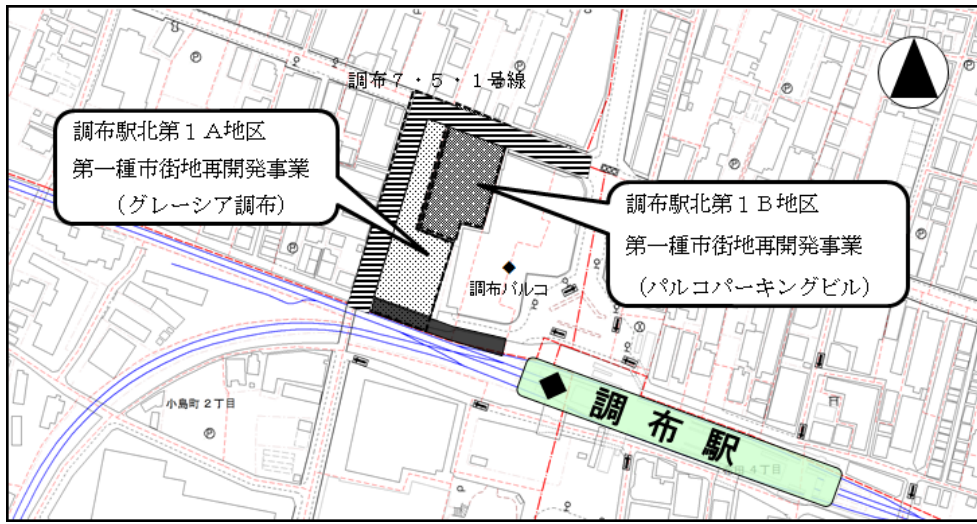 調布7・5・1号線
調布駅北第1A地区
第一種市街地再開発事業
（グレーシア調布）
調布駅北第1B地区
第一種市街地再開発事業
（パルコパーキングビル）
調布パルコ
調布駅
小島町2丁目
4丁目